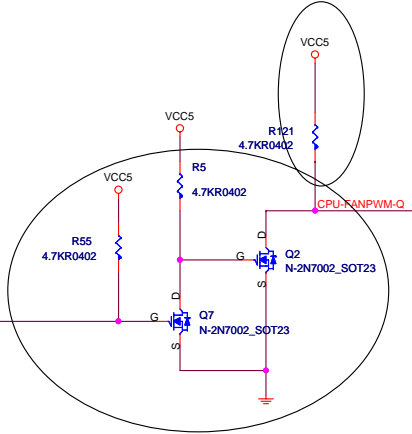 VCC5
R121
4.7KR0402
VCC5
R5
4.7KR0402
VCC5
CPU-FANPWM-Q
R55
4.7KR0402
D
G
Q2
N-2N7002_SOT23
S
D
G
Q7
N-2N7002_SOT23
S